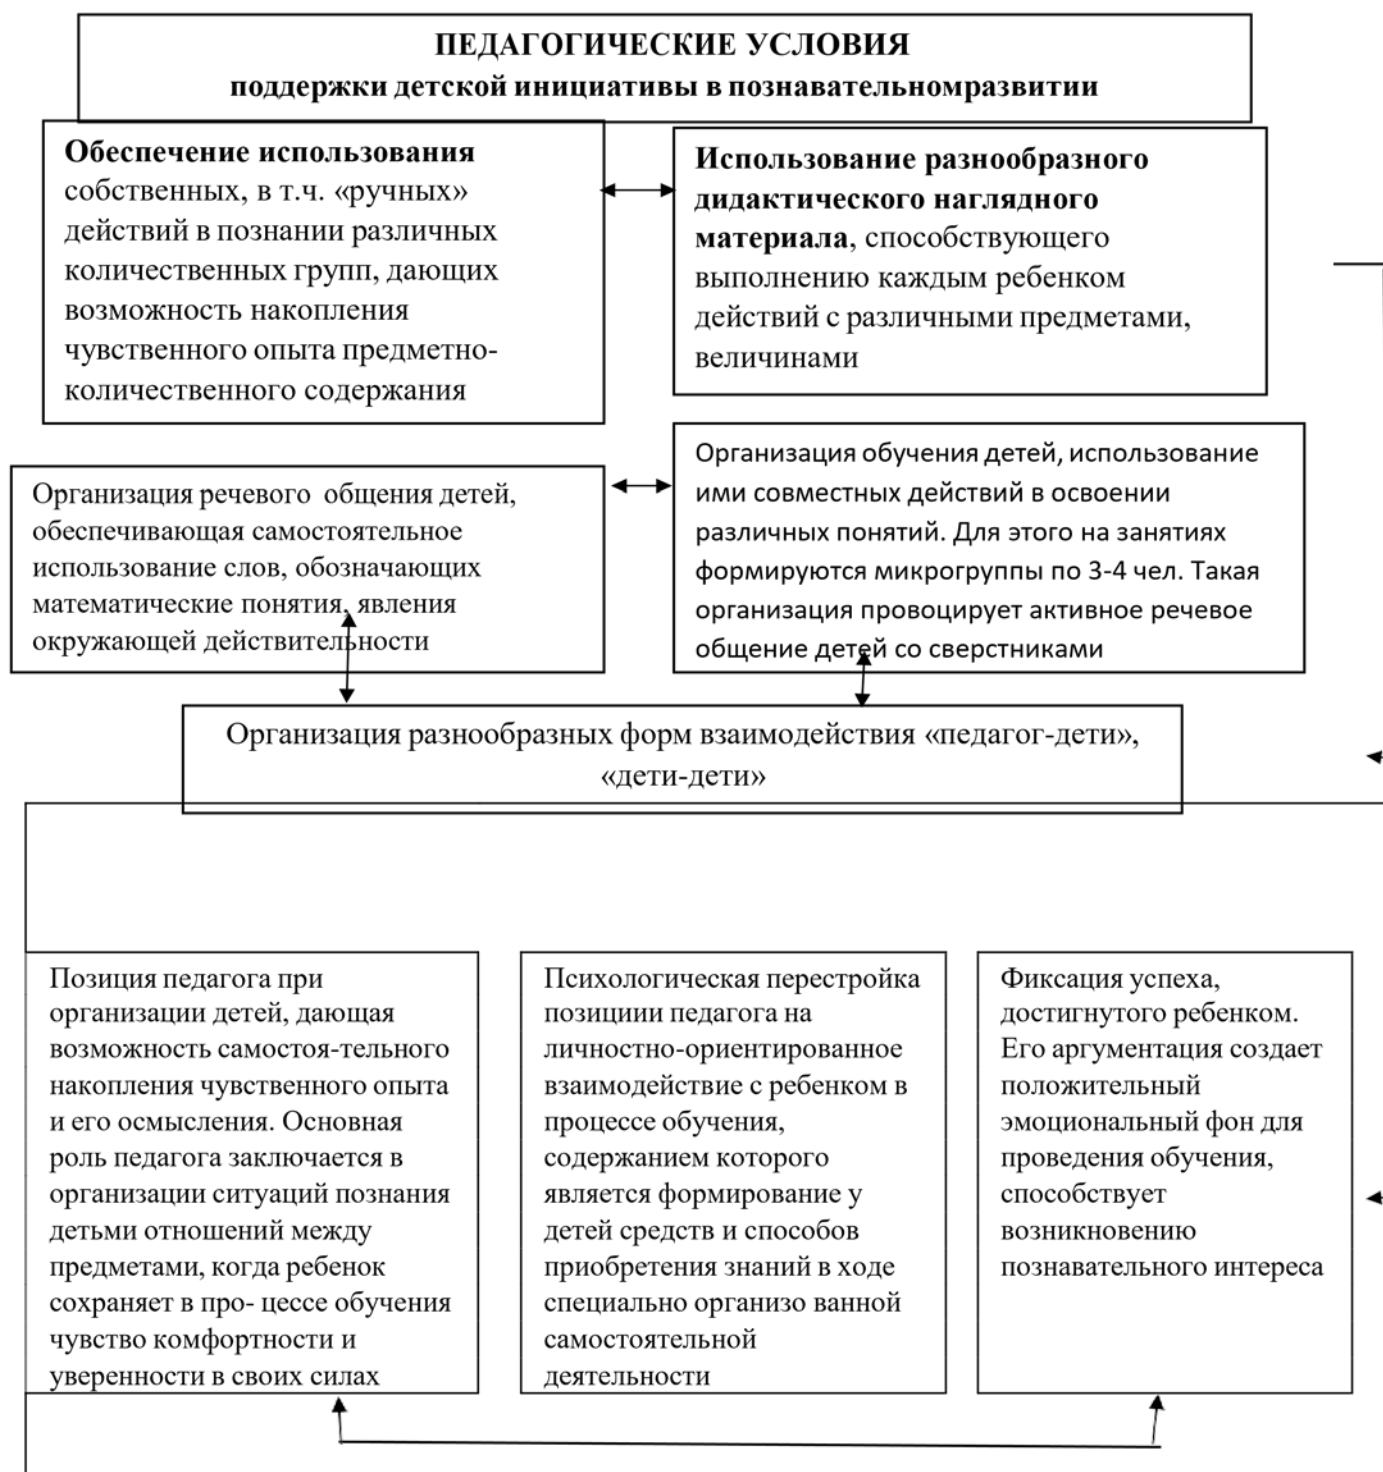 ПЕДАГОГИЧЕСКИЕ УСЛОВИЯ
поддержки детской инициативы в познавательномразвитии
Обеспечение использования
собственных, в т.ч. «ручных»
действий в познании различных
количественных групп, дающих
возможность накопления
чувственного опыта предметно-
количественного содержания
Использование разнообразного
дидактического наглядного
материала, способствующего
выполнению каждым ребенком
действий с различными предметами,
величинами
Организация речевого общения детей,
обеспечивающая самостоятельное
использование слов, обозначающих
математические понятия, явления
окружающей действительности
Организация обучения детей, использование
ими совместных действий в освоении
различных понятий. Для этого на занятиях
формируются микрогруппы по 3-4 чел. Такая
организация провоцирует активное речевое
общение детей со сверстниками
Организация разнообразных форм взаимодействия «педагог-дети»,
«дети-дети»
Позиция педагога при
организации детей, дающая
возможность самостоя-тельного
накопления чувственного опыта
и его осмысления. Основная
роль педагога заключается в
организации ситуаций познания
детьми отношений между
предметами, когда ребенок
сохраняет в про- цессе обучения
чувство комфортности и
уверенности в своих силах
Психологическая перестройка
позициии педагога на
личностно-ориентированное
взаимодействие с ребенком в
процессе обучения,
содержанием которого
является формирование у
детей средств и способов
приобретения знаний в ходе
специально организо ванной
самостоятельной
деятельности
Фиксация успеха,
достигнутого ребенком.
Его аргументация создает
положительный
эмоциональный фон для
проведения обучения,
способствует
возникновению
познавательного интереса